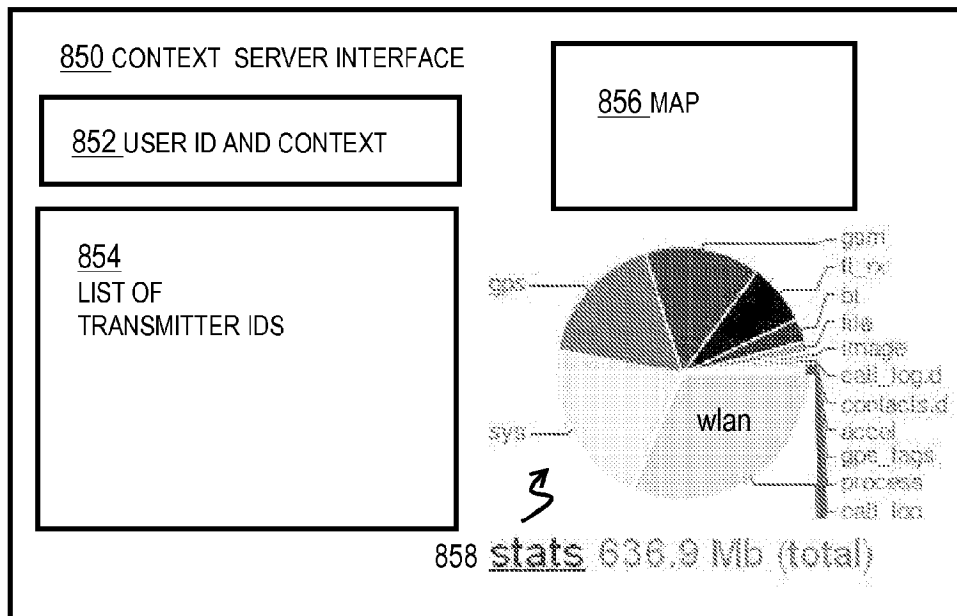 850 CONTEXT SERVER INTERFACE
852 USER ID AND CONTEXT
854
LIST OF
TRANSMITTER IDS
856 MAP
gsm
ft_rx
bt
file
image
call_log.d
contacts.d
accel
gps_tags
process
call_log
gps
sys
wlan
858 stats 636.9 Mb (total)